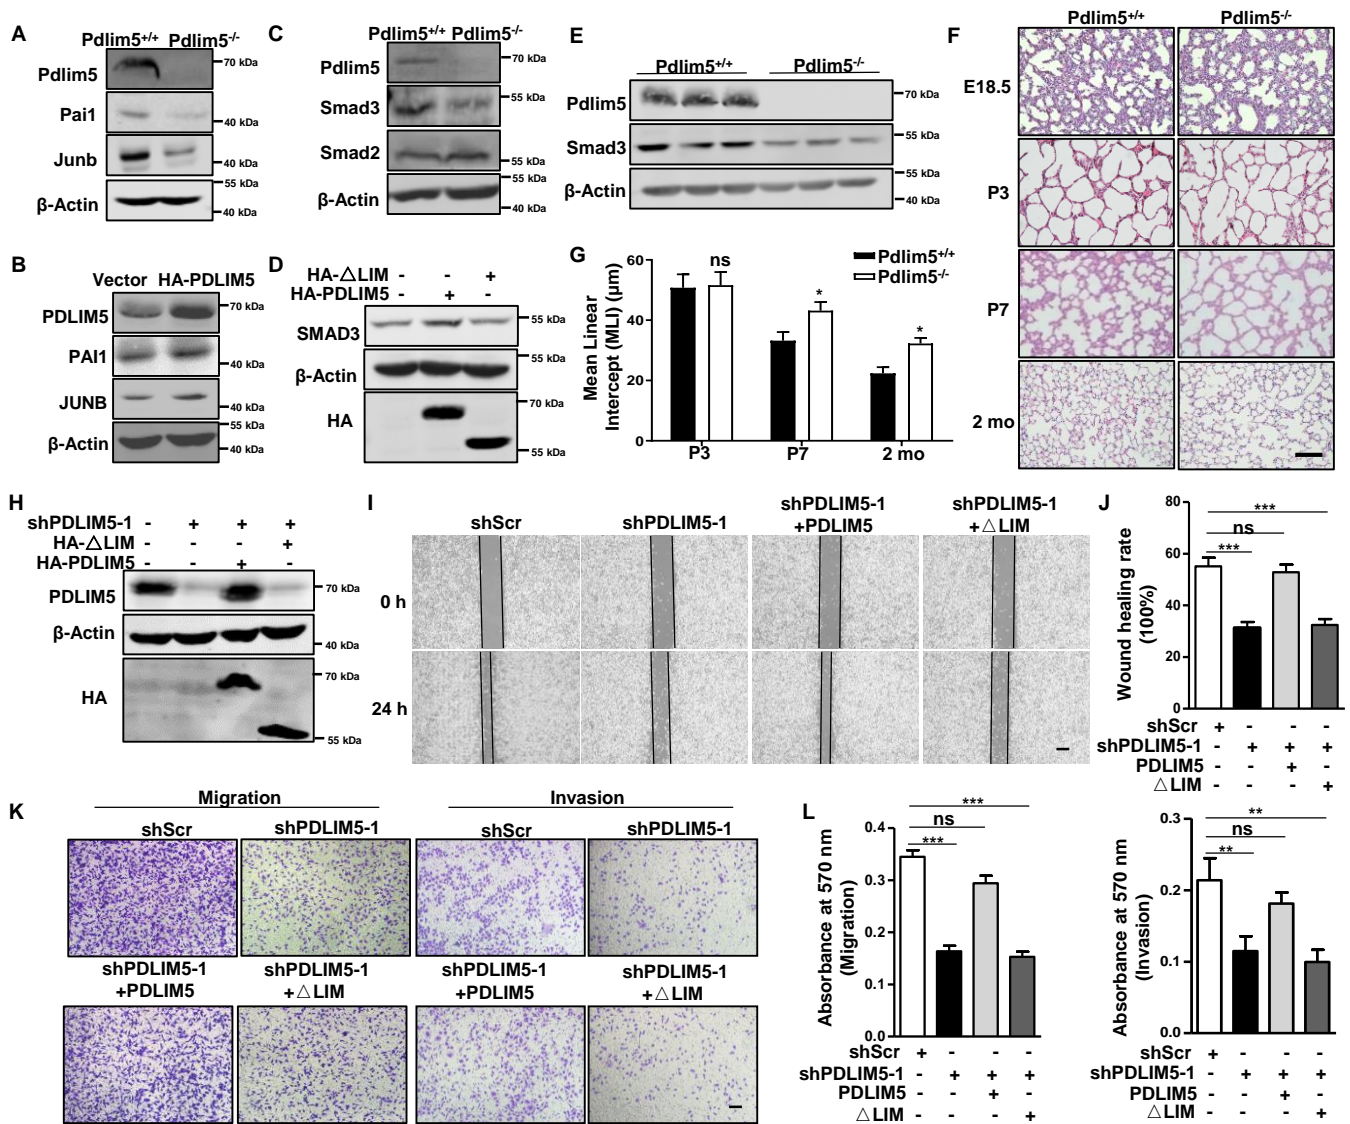 A
Pdlim5+/+ Pdlim5-/-
Pdlim5
Pai1
Junb
β-Actin
70 kDa
40 kDa
40 kDa
55 kDa
40 kDa
B
Vector HA-PDLIM5
PDLIM5
PAI1
JUNB
β-Actin
70 kDa
40 kDa
40 kDa
55 kDa
40 kDa
C
Pdlim5+/+ Pdlim5-/-
Pdlim5
Smad3
Smad2
β-Actin
70 kDa
55 kDa
55 kDa
55 kDa
40 kDa
D
HA-△LIM - - +
HA-PDLIM5 - + -
SMAD3
β-Actin
HA
55 kDa
55 kDa
70 kDa
55 kDa
E
Pdlim5+/+ Pdlim5-/-
Pdlim5
Smad3
β-Actin
70 kDa
55 kDa
55 kDa
40 kDa
F
Pdlim5+/+ Pdlim5-/-
E18.5
P3
P7
2 mo
G
Mean Linear
Intercept (MLI) (μm)
60
40
20
0
ns
*
*
Pdlim5+/+
Pdlim5-/-
P3 P7 2 mo
H
shPDLIM5-1 - + + +
HA-△LIM - - - +
HA-PDLIM5 - - + -
PDLIM5
β-Actin
HA
70 kDa
40 kDa
70 kDa
55 kDa
I
shScr shPDLIM5-1 shPDLIM5-1 shPDLIM5-1
+PDLIM5 +△LIM
0 h
24 h
J
Wound healing rate
(100%)
80
60
40
20
0
***
ns
***
shScr + - - -
shPDLIM5-1 - + + +
PDLIM5 - - + -
△LIM - - - +
K
Migration Invasion
shScr shPDLIM5-1 shScr shPDLIM5-1
shPDLIM5-1 shPDLIM5-1 shPDLIM5-1 shPDLIM5-1
+PDLIM5 +△LIM +PDLIM5 +△LIM
L
Absorbance at 570 nm
(Migration)
0.4
0.3
0.2
0.1
0.0
***
ns
***
shScr + - - -
shPDLIM5-1 - + + +
PDLIM5 - - + -
△LIM - - - +
Absorbance at 570 nm
(Invasion)
0.3
0.2
0.1
0.0
**
ns
**
shScr + - - -
shPDLIM5-1 - + + +
PDLIM5 - - + -
△LIM - - - +